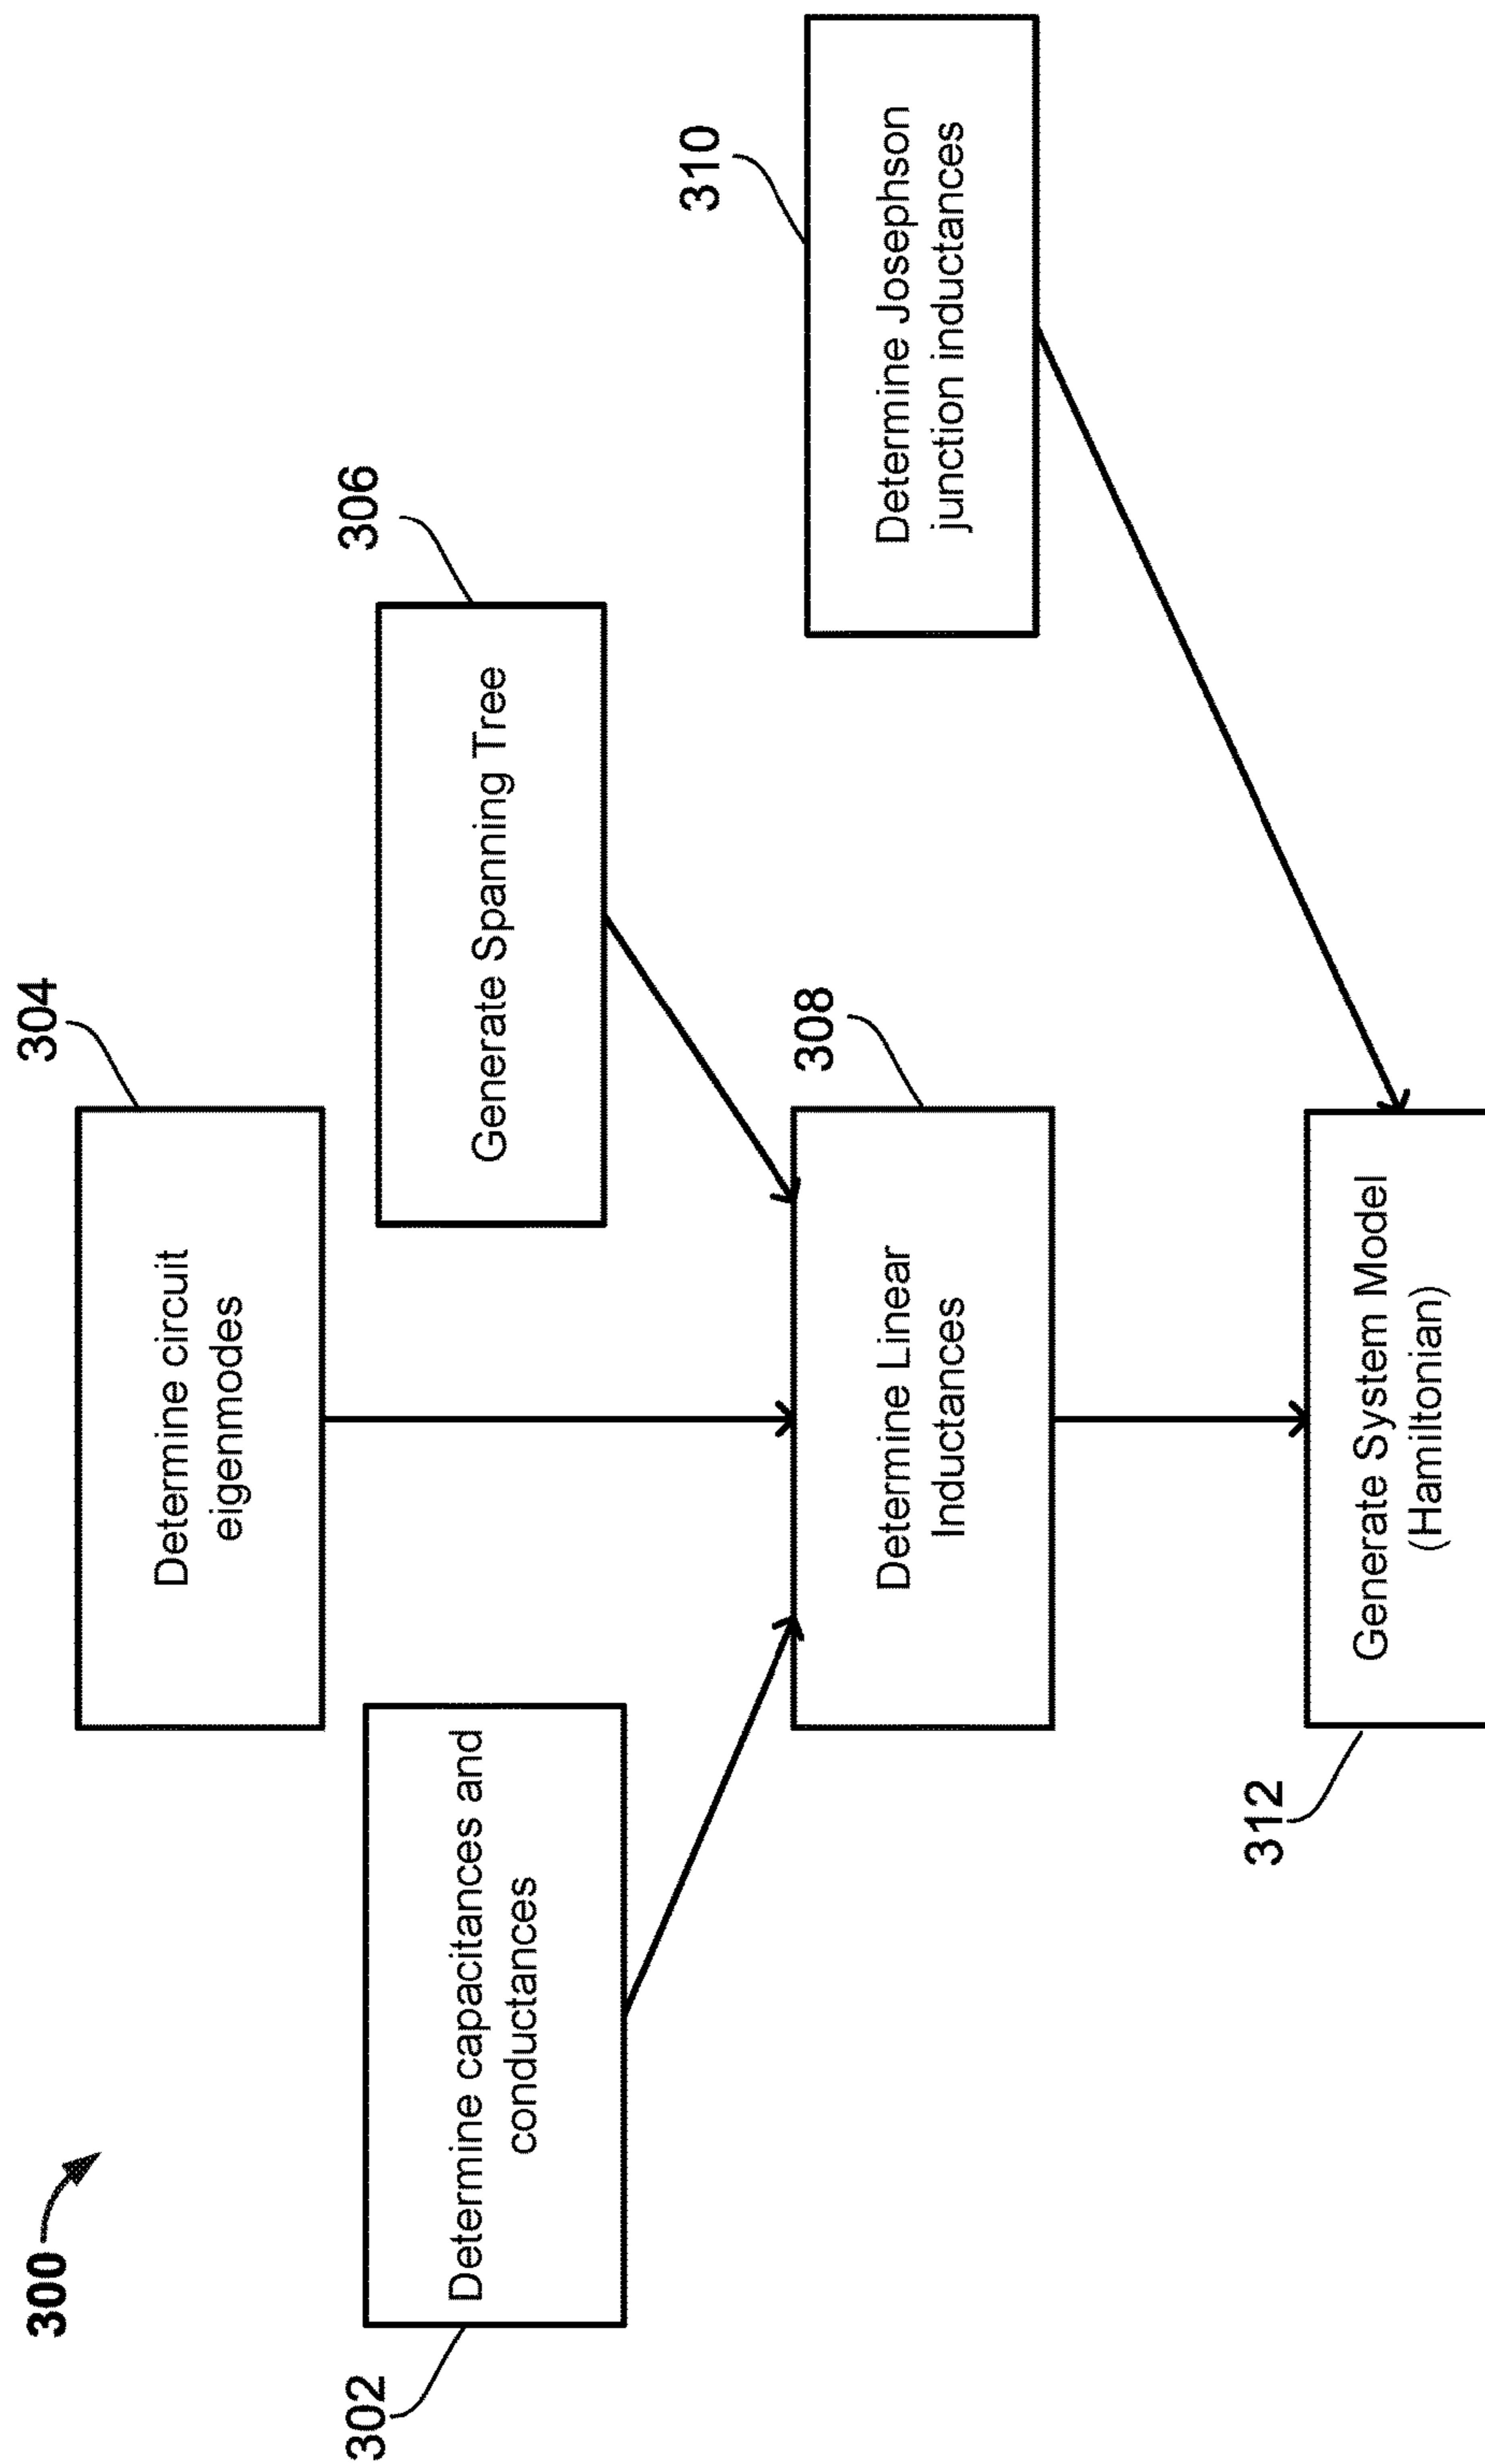 300
304
Determine circuit
eigenmodes
302
Determine capacitances and
conductances
306
Generate Spanning Tree
308
Determine Linear
Inductances
310
Determine Josephson
junction inductances
312
Generate System Model
(Hamiltonian)